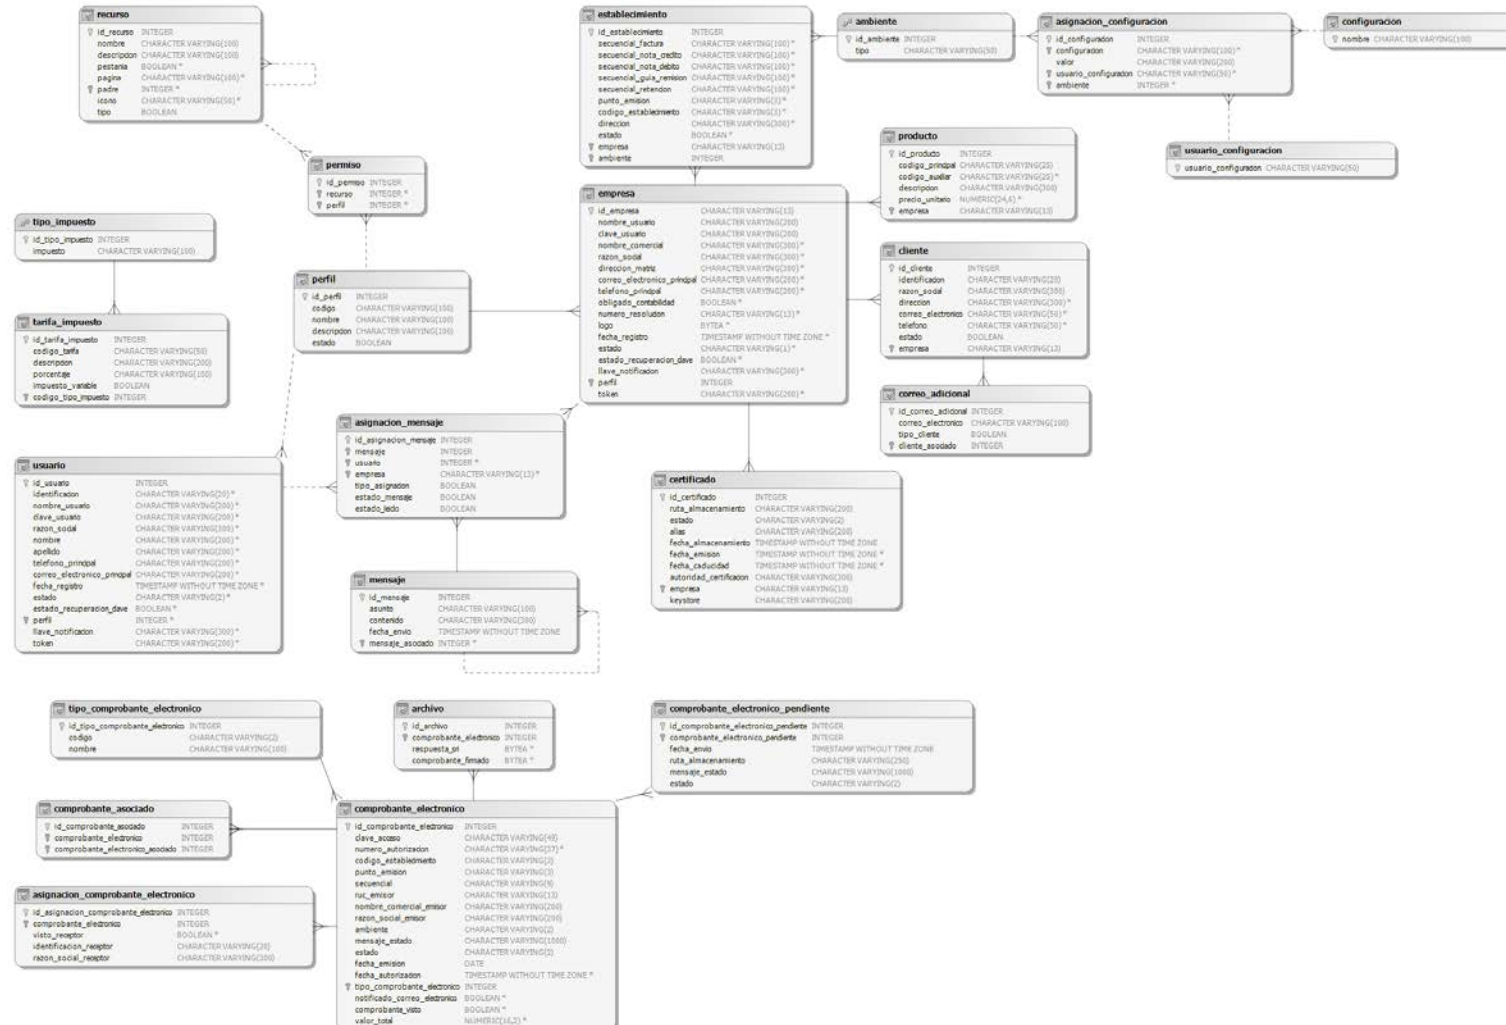 recurso
id_recurso INTEGER
nombre CHARACTER VARYING(100)
descripcion CHARACTER VARYING(100)
pestania BOOLEAN *
pagina CHARACTER VARYING(100) *
padre INTEGER *
icono CHARACTER VARYING(50) *
tipo BOOLEAN
establecimiento
id_establecimiento INTEGER
secuencial_factura CHARACTER VARYING(100) *
secuencial_nota_credito CHARACTER VARYING(100) *
secuencial_nota_debito CHARACTER VARYING(100) *
secuencial_guia_remision CHARACTER VARYING(100) *
secuencial_retencion CHARACTER VARYING(100) *
punto_emision CHARACTER VARYING(3) *
codigo_establecimiento CHARACTER VARYING(3) *
direccion CHARACTER VARYING(300) *
estado BOOLEAN *
empresa CHARACTER VARYING(13)
ambiente INTEGER
ambiente
id_ambiente INTEGER
tipo CHARACTER VARYING(50)
asignacion_configuracion
id_configuracion INTEGER
configuracion CHARACTER VARYING(100) *
valor CHARACTER VARYING(200)
usuario_configuracion CHARACTER VARYING(50) *
ambiente INTEGER *
configuracion
nombre CHARACTER VARYING(100)
usuario_configuracion
usuario_configuracion CHARACTER VARYING(50)
permiso
id_permiso INTEGER
recurso INTEGER *
perfil INTEGER *
producto
id_producto INTEGER
codigo_principal CHARACTER VARYING(25)
codigo_auxiliar CHARACTER VARYING(25) *
descripcion CHARACTER VARYING(300)
precio_unitario NUMERIC(24,6) *
empresa CHARACTER VARYING(13)
tipo_impuesto
id_tipo_impuesto INTEGER
impuesto CHARACTER VARYING(100)
empresa
id_empresa CHARACTER VARYING(13)
nombre_usuario CHARACTER VARYING(200)
clave_usuario CHARACTER VARYING(200)
nombre_comercial CHARACTER VARYING(300) *
razon_social CHARACTER VARYING(300) *
direccion_matriz CHARACTER VARYING(300) *
correo_electronico_principal CHARACTER VARYING(200) *
telefono_principal CHARACTER VARYING(200) *
obligado_contabilidad BOOLEAN *
numero_resolucion CHARACTER VARYING(13) *
logo BYTEA *
fecha_registro TIMESTAMP WITHOUT TIME ZONE *
estado CHARACTER VARYING(1) *
estado_recuperacion_clave BOOLEAN *
llave_notificacion CHARACTER VARYING(300) *
perfil INTEGER
token CHARACTER VARYING(200) *
cliente
id_cliente INTEGER
identificacion CHARACTER VARYING(20)
razon_social CHARACTER VARYING(300)
direccion CHARACTER VARYING(300) *
correo_electronico CHARACTER VARYING(50) *
telefono CHARACTER VARYING(50) *
estado BOOLEAN
empresa CHARACTER VARYING(13)
perfil
id_perfil INTEGER
codigo CHARACTER VARYING(100)
nombre CHARACTER VARYING(100)
descripcion CHARACTER VARYING(100)
estado BOOLEAN
tarifa_impuesto
id_tarifa_impuesto INTEGER
codigo_tarifa CHARACTER VARYING(50)
descripcion CHARACTER VARYING(200)
porcentaje CHARACTER VARYING(100)
impuesto_variable BOOLEAN
codigo_tipo_impuesto INTEGER
correo_adicional
id_correo_adicional INTEGER
correo_electronico CHARACTER VARYING(100)
tipo_cliente BOOLEAN
cliente_asociado INTEGER
asignacion_mensaje
id_asignacion_mensaje INTEGER
mensaje INTEGER
usuario INTEGER *
empresa CHARACTER VARYING(13) *
tipo_asignacion BOOLEAN
estado_mensaje BOOLEAN
estado_leido BOOLEAN
usuario
id_usuario INTEGER
identificacion CHARACTER VARYING(20) *
nombre_usuario CHARACTER VARYING(200) *
clave_usuario CHARACTER VARYING(200) *
razon_social CHARACTER VARYING(300) *
nombre CHARACTER VARYING(200) *
apellido CHARACTER VARYING(200) *
telefono_principal CHARACTER VARYING(200) *
correo_electronico_principal CHARACTER VARYING(200) *
fecha_registro TIMESTAMP WITHOUT TIME ZONE *
estado CHARACTER VARYING(2) *
estado_recuperacion_clave BOOLEAN *
perfil INTEGER *
llave_notificacion CHARACTER VARYING(300) *
token CHARACTER VARYING(200) *
certificado
id_certificado INTEGER
ruta_almacenamiento CHARACTER VARYING(200)
estado CHARACTER VARYING(2)
alias CHARACTER VARYING(200)
fecha_almacenamiento TIMESTAMP WITHOUT TIME ZONE
fecha_emision TIMESTAMP WITHOUT TIME ZONE *
fecha_caducidad TIMESTAMP WITHOUT TIME ZONE *
autoridad_certificacion CHARACTER VARYING(300)
empresa CHARACTER VARYING(13)
keystore CHARACTER VARYING(200)
mensaje
id_mensaje INTEGER
asunto CHARACTER VARYING(100)
contenido CHARACTER VARYING(300)
fecha_envio TIMESTAMP WITHOUT TIME ZONE
mensaje_asociado INTEGER *
tipo_comprobante_electronico
id_tipo_comprobante_electronico INTEGER
codigo CHARACTER VARYING(2)
nombre CHARACTER VARYING(100)
archivo
id_archivo INTEGER
comprobante_electronico INTEGER
respuesta_sri BYTEA *
comprobante_firmado BYTEA *
comprobante_electronico_pendiente
id_comprobante_electronico_pendiente INTEGER
comprobante_electronico_pendiente INTEGER
fecha_envio TIMESTAMP WITHOUT TIME ZONE
ruta_almacenamiento CHARACTER VARYING(250)
mensaje_estado CHARACTER VARYING(1000)
estado CHARACTER VARYING(2)
comprobante_asociado
id_comprobante_asociado INTEGER
comprobante_electronico INTEGER
comprobante_electronico_asociado INTEGER
comprobante_electronico
id_comprobante_electronico INTEGER
clave_acceso CHARACTER VARYING(49)
numero_autorizacion CHARACTER VARYING(37) *
codigo_establecimiento CHARACTER VARYING(3)
punto_emision CHARACTER VARYING(3)
secuencial CHARACTER VARYING(9)
ruc_emisor CHARACTER VARYING(13)
nombre_comercial_emisor CHARACTER VARYING(200)
razon_social_emisor CHARACTER VARYING(200)
ambiente CHARACTER VARYING(2)
mensaje_estado CHARACTER VARYING(1000)
estado CHARACTER VARYING(2)
fecha_emision DATE
fecha_autorizacion TIMESTAMP WITHOUT TIME ZONE *
tipo_comprobante_electronico INTEGER
notificado_correo_electronico BOOLEAN *
comprobante_visto BOOLEAN *
valor_total NUMERIC(16,2) *
asignacion_comprobante_electronico
id_asignacion_comprobante_electronico INTEGER
comprobante_electronico INTEGER
visto_receptor BOOLEAN *
identificacion_receptor CHARACTER VARYING(20)
razon_social_receptor CHARACTER VARYING(300)